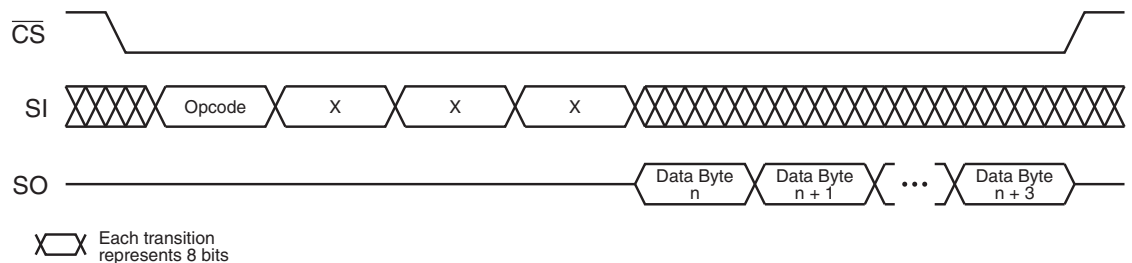 CS
SI
Opcode
X
X
X
SO
Data Byte
n
Data Byte
n + 1
•••
Data Byte
n + 3
Each transition
represents 8 bits